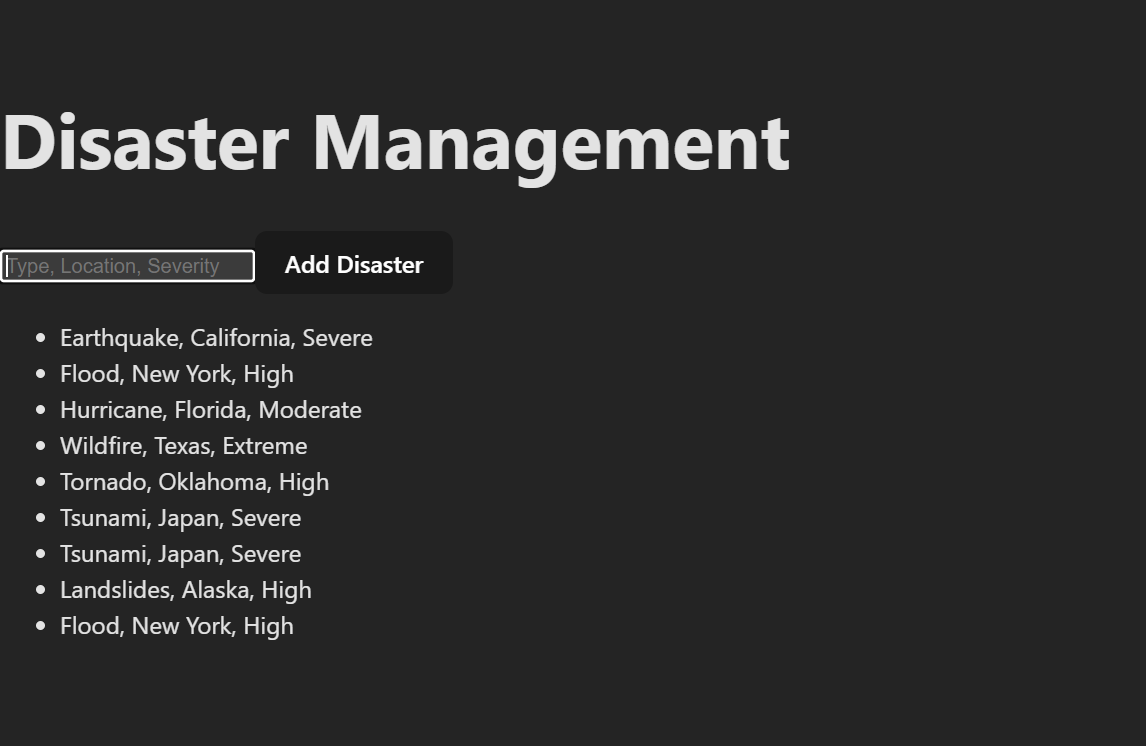 Disaster Management
Type, Location, Severity
Add Disaster
Earthquake, California, Severe
Flood, New York, High
Hurricane, Florida, Moderate
Wildfire, Texas, Extreme
Tornado, Oklahoma, High
Tsunami, Japan, Severe
Tsunami, Japan, Severe
Landslides, Alaska, High
Flood, New York, High